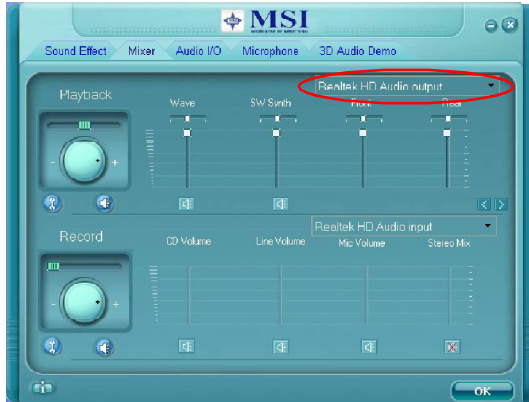 MSI
Sound Effect Mixer Audio I/O Microphone 3D Audio Demo
Realtek HD Audio output
Playback
Wave SW Synth Front Rear
- +
Realtek HD Audio input
Record
CD Volume Line Volume Mic Volume Stereo Mix
- +
OK